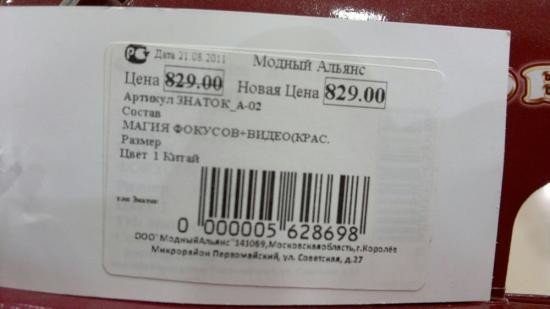 Дата 21.08.2011
Модный Альянс
Цена 829.00 Новая Цена 829.00
Артикул ЗНАТОК_А-02
Состав
МАГИЯ ФОКУСОВ+ВИДЕО(КРАС.
Размер
Цвет 1 Китай
0 000005 628698
ООО "МодныйАльянс"141069,Московскаяобласть,г.Королёв
Микрорайон Первомайский, ул. Советская, д.27